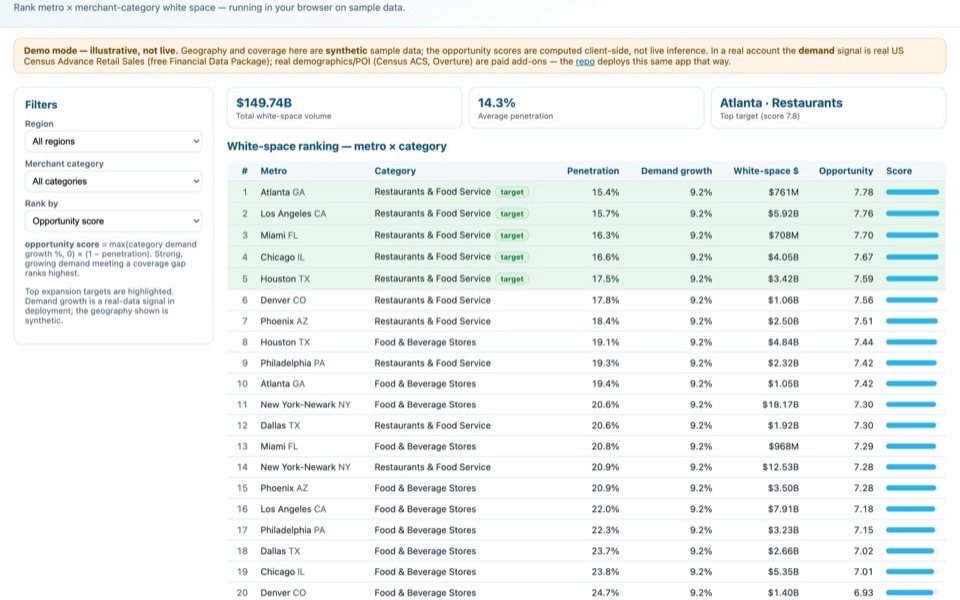 Rank metro × merchant-category white space — running in your browser on sample data.
Demo mode — illustrative, not live. Geography and coverage here are synthetic sample data; the opportunity scores are computed client-side, not live inference. In a real account the demand signal is real US
Census Advance Retail Sales (free Financial Data Package); real demographics/POI (Census ACS, Overture) are paid add-ons — the repo deploys this same app that way.
Filters
Region
All regions
Merchant category
All categories
Rank by
Opportunity score
opportunity score = max(category demand
growth %, 0) × (1 − penetration). Strong,
growing demand meeting a coverage gap
ranks highest.
Top expansion targets are highlighted.
Demand growth is a real-data signal in
deployment; the geography shown is
synthetic.
$149.74B
Total white-space volume
14.3%
Average penetration
Atlanta · Restaurants
Top target (score 7.8)
White-space ranking — metro × category
# Metro Category Penetration Demand growth White-space $ Opportunity Score
1 Atlanta GA Restaurants & Food Service target 15.4% 9.2% $761M 7.78
2 Los Angeles CA Restaurants & Food Service target 15.7% 9.2% $5.92B 7.76
3 Miami FL Restaurants & Food Service target 16.3% 9.2% $708M 7.70
4 Chicago IL Restaurants & Food Service target 16.6% 9.2% $4.05B 7.67
5 Houston TX Restaurants & Food Service target 17.5% 9.2% $3.42B 7.59
6 Denver CO Restaurants & Food Service 17.8% 9.2% $1.06B 7.56
7 Phoenix AZ Restaurants & Food Service 18.4% 9.2% $2.50B 7.51
8 Houston TX Food & Beverage Stores 19.1% 9.2% $4.84B 7.44
9 Philadelphia PA Restaurants & Food Service 19.3% 9.2% $2.32B 7.42
10 Atlanta GA Food & Beverage Stores 19.4% 9.2% $1.05B 7.42
11 New York-Newark NY Food & Beverage Stores 20.6% 9.2% $18.17B 7.30
12 Dallas TX Restaurants & Food Service 20.6% 9.2% $1.92B 7.30
13 Miami FL Food & Beverage Stores 20.8% 9.2% $968M 7.29
14 New York-Newark NY Restaurants & Food Service 20.9% 9.2% $12.53B 7.28
15 Phoenix AZ Food & Beverage Stores 20.9% 9.2% $3.50B 7.28
16 Los Angeles CA Food & Beverage Stores 22.0% 9.2% $7.91B 7.18
17 Philadelphia PA Food & Beverage Stores 22.3% 9.2% $3.23B 7.15
18 Dallas TX Food & Beverage Stores 23.7% 9.2% $2.66B 7.02
19 Chicago IL Food & Beverage Stores 23.8% 9.2% $5.35B 7.01
20 Denver CO Food & Beverage Stores 24.7% 9.2% $1.40B 6.93